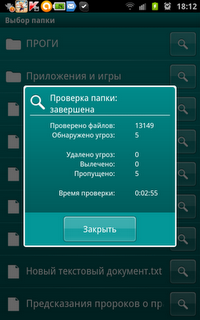 18:12
Выбор папки
ПРОГИ
Приложения и игры
Проверка папки:
завершена
Проверено файлов: 13149
Обнаружено угроз: 5
Удалено угроз: 0
Вылечено: 0
Пропущено: 5
Время проверки: 0:02:55
Закрыть
Новый текстовый документ.txt
Предсказания пророков о пр